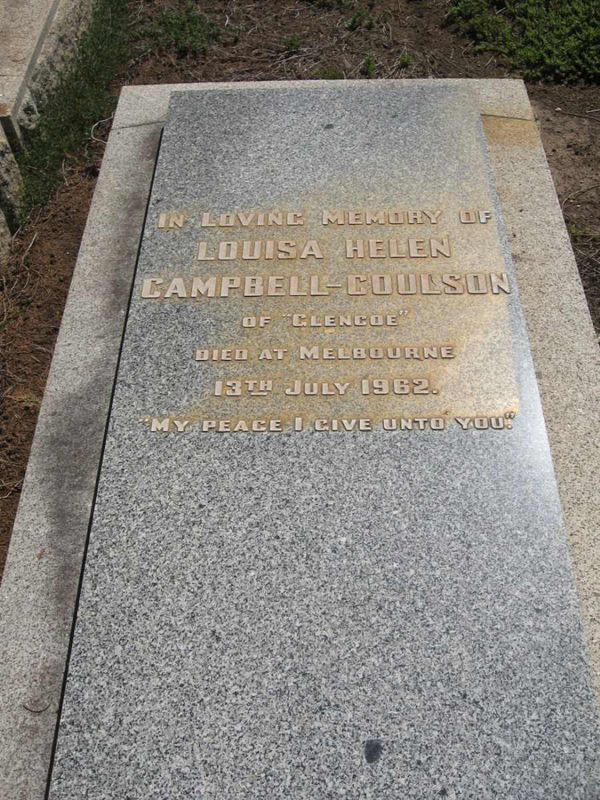 IN LOVING MEMORY OF
LOUISA HELEN
CAMPBELL-COULSON
OF "GLENCOE"
DIED AT MELBOURNE
13TH JULY 1962.
"MY PEACE I GIVE UNTO YOU."